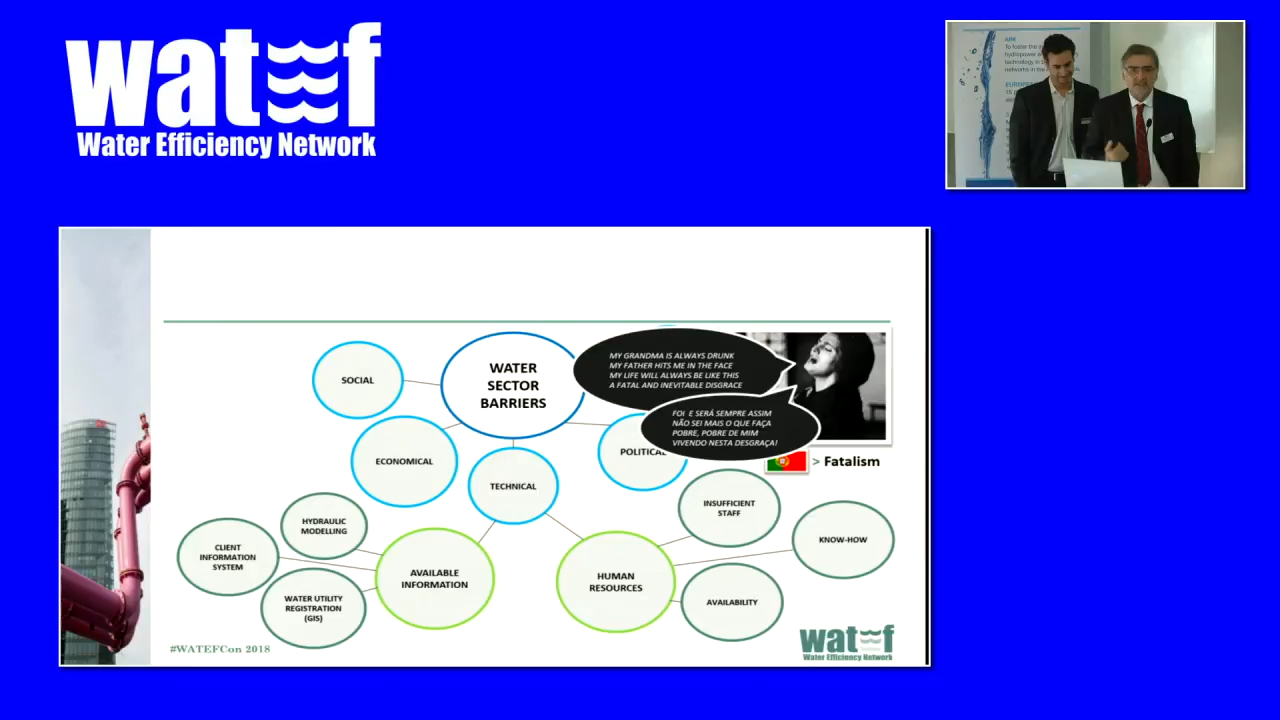 watef
Water Efficiency Network
WATER
SECTOR
BARRIERS
SOCIAL
ECONOMICAL
TECHNICAL
POLITICAL
MY GRANDMA IS ALWAYS DRUNK
MY FATHER HITS ME IN THE FACE
MY LIFE WILL ALWAYS BE LIKE THIS
A FATAL AND INEVITABLE DISGRACE
FOI E SERÁ SEMPRE ASSIM
NÃO SEI MAIS O QUE FAÇA
POBRE, POBRE DE MIM
VIVENDO NESTA DESGRAÇA!
> Fatalism
HYDRAULIC
MODELLING
CLIENT
INFORMATION
SYSTEM
WATER UTILITY
REGISTRATION
(GIS)
AVAILABLE
INFORMATION
HUMAN
RESOURCES
INSUFFICIENT
STAFF
KNOW-HOW
AVAILABILITY
#WATEFCon 2018
watef
Water Efficiency Network